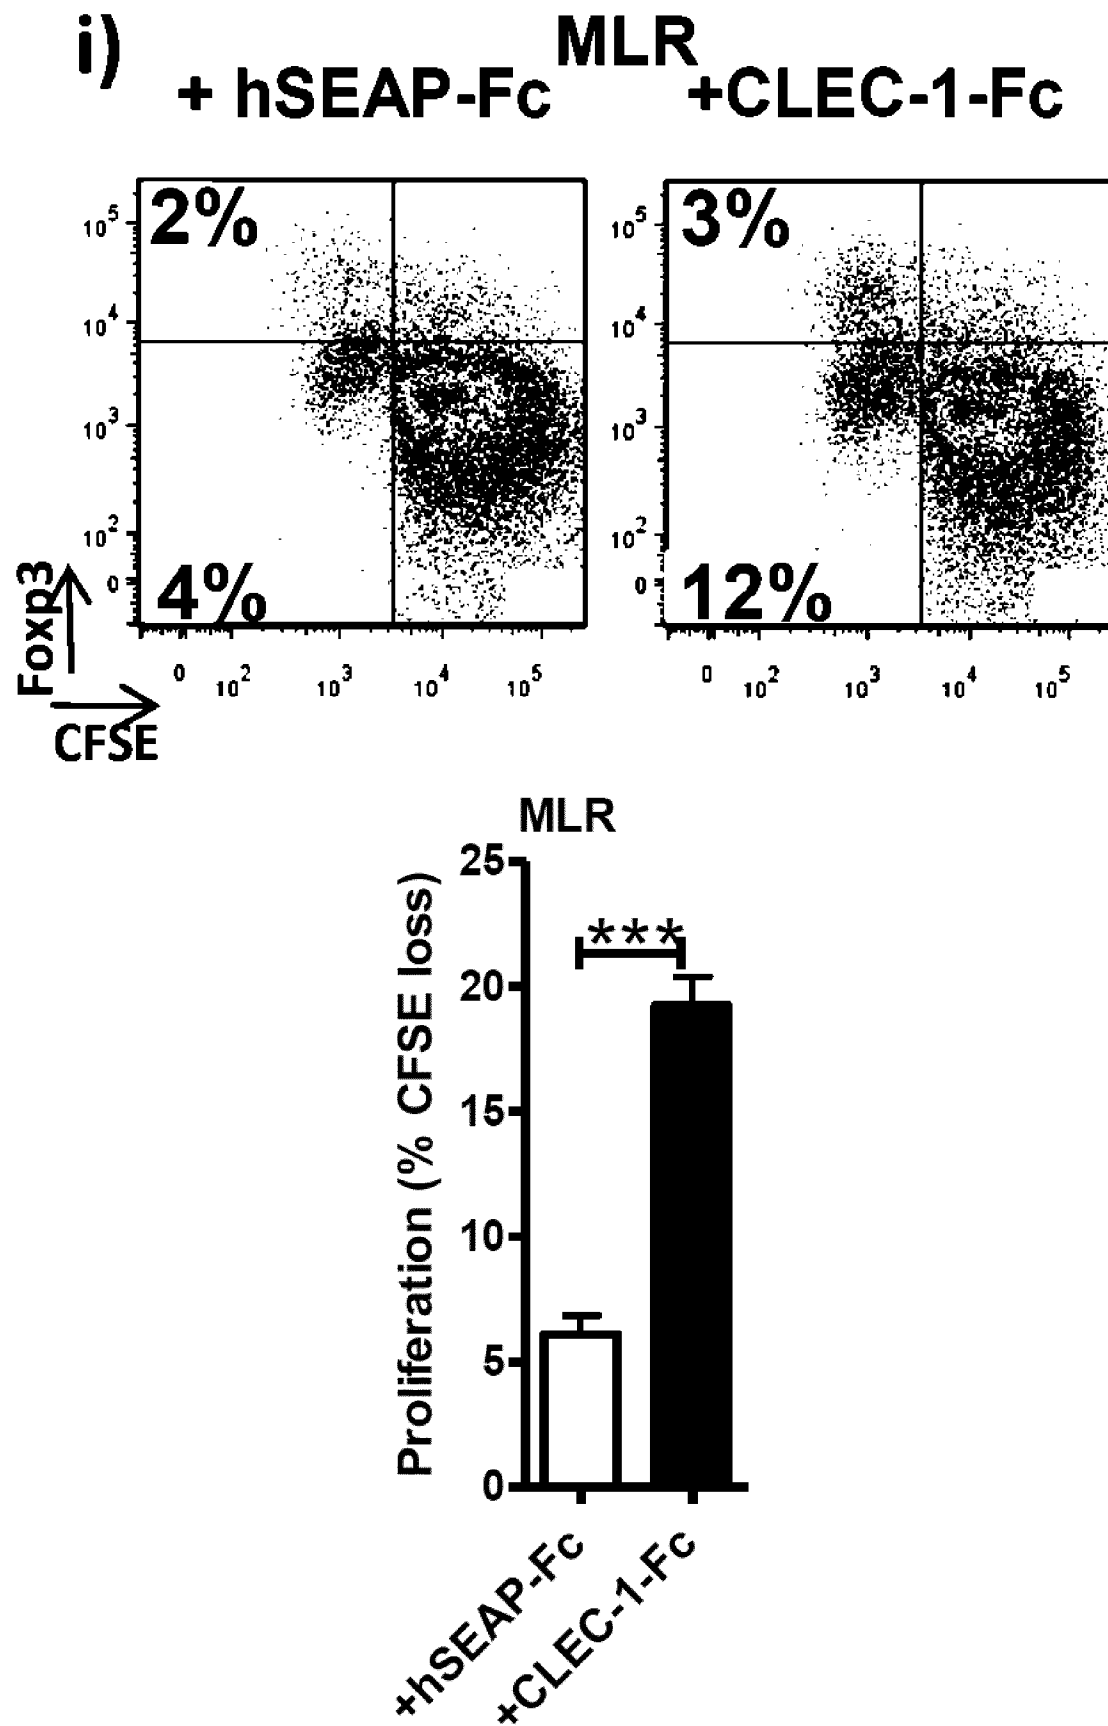 i)
MLR
+ hSEAP-Fc
+CLEC-1-Fc
2%
3%
10^5
10^4
10^3
10^2
0
10^5
10^4
10^3
10^2
0
4%
12%
0 10^2 10^3 10^4 10^5
0 10^2 10^3 10^4 10^5
Foxp3
CFSE
MLR
Proliferation (% CFSE loss)
25
20
15
10
5
0
***
+hSEAP-Fc
+CLEC-1-Fc